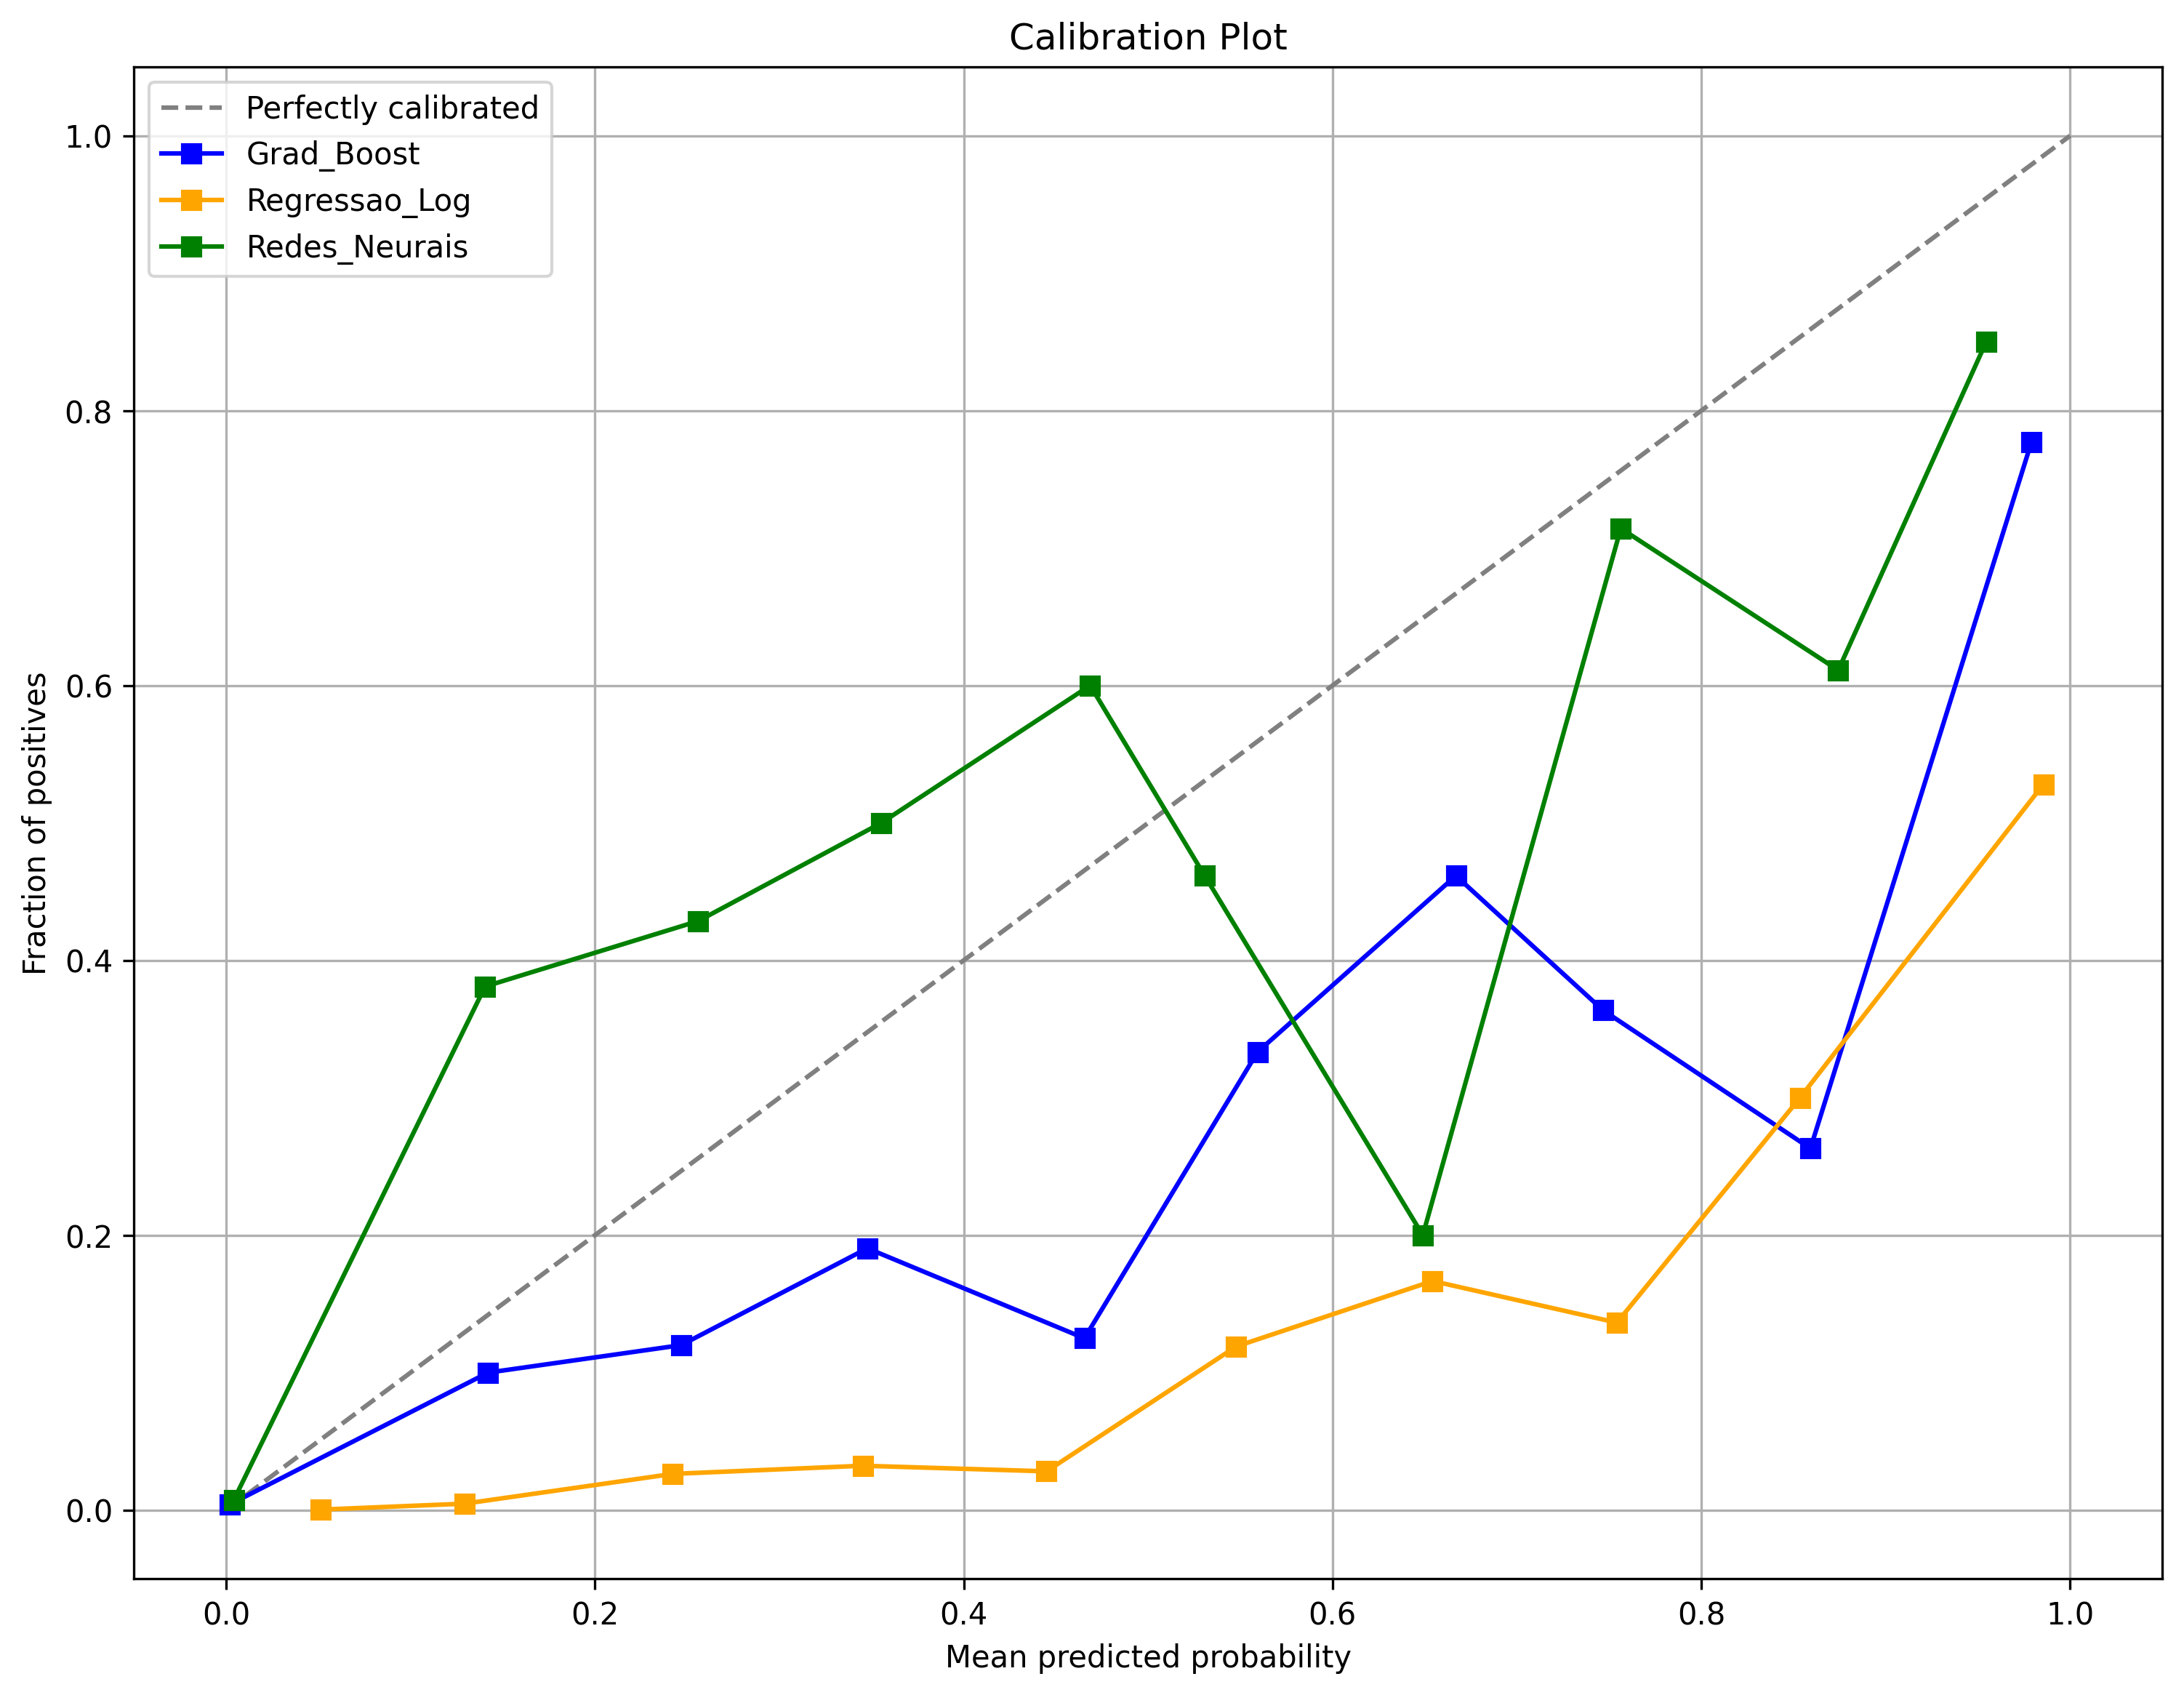 Calibration Plot
Perfectly calibrated
Grad_Boost
Regressao_Log
Redes_Neurais
1.0
0.8
0.6
0.4
0.2
0.0
Fraction of positives
0.0 0.2 0.4 0.6 0.8 1.0
Mean predicted probability